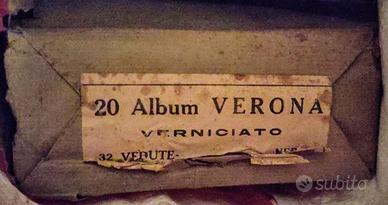 20 Album VERONA
VERNICIATO
32 VEDUTE-
subito